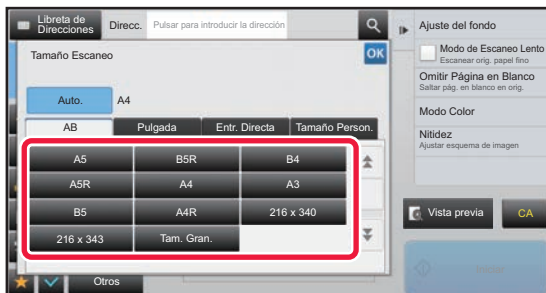 Libreta de
Direcciones
Direcc.
Pulsar para introducir la dirección
Tamaño Escaneo
OK
Auto.
A4
AB
Pulgada
Entr. Directa
Tamaño Person.
A5
B5R
B4
A5R
A4
A3
B5
A4R
216 x 340
216 x 343
Tam. Gran.
Otros
Ajuste del fondo
Modo de Escaneo Lento
Escanear orig. papel fino
Omitir Página en Blanco
Saltar pág. en blanco en orig.
Modo Color
Nitidez
Ajustar esquema de imagen
Vista previa
CA